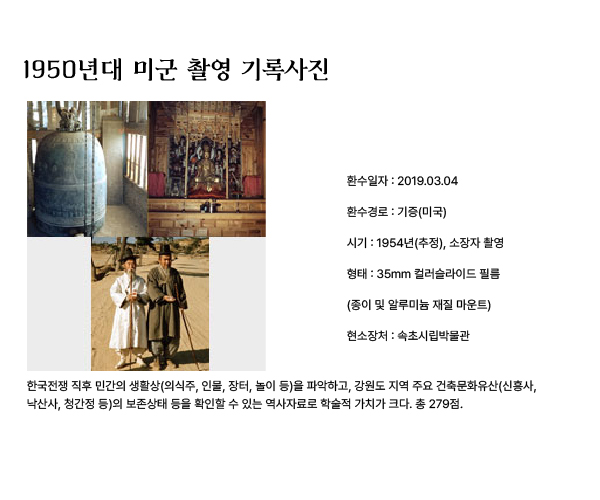 1950년대 미군 촬영 기록사진
환수일자 : 2019.03.04
환수경로 : 기증(미국)
시기 : 1954년(추정), 소장자 촬영
형태 : 35mm 컬러슬라이드 필름
(종이 및 알루미늄 재질 마운트)
현소장처 : 속초시립박물관
한국전쟁 직후 민간의 생활상(의식주, 인물, 장터, 놀이 등)을 파악하고, 강원도 지역 주요 건축문화유산(신흥사,
낙산사, 청간정 등)의 보존상태 등을 확인할 수 있는 역사자료로 학술적 가치가 크다. 총 279점.